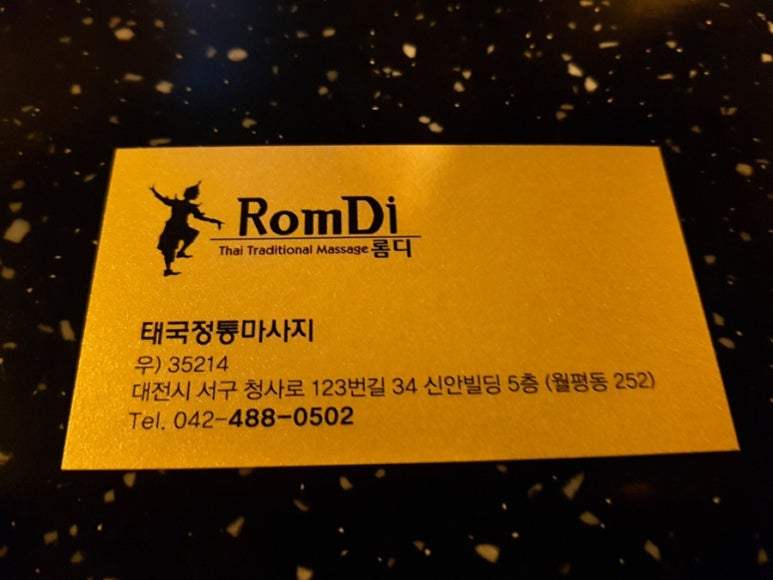 RomDi
Thai Traditional Massage 롬디
태국정통마사지
우) 35214
대전시 서구 청사로 123번길 34 신안빌딩 5층 (월평동 252)
Tel. 042-488-0502